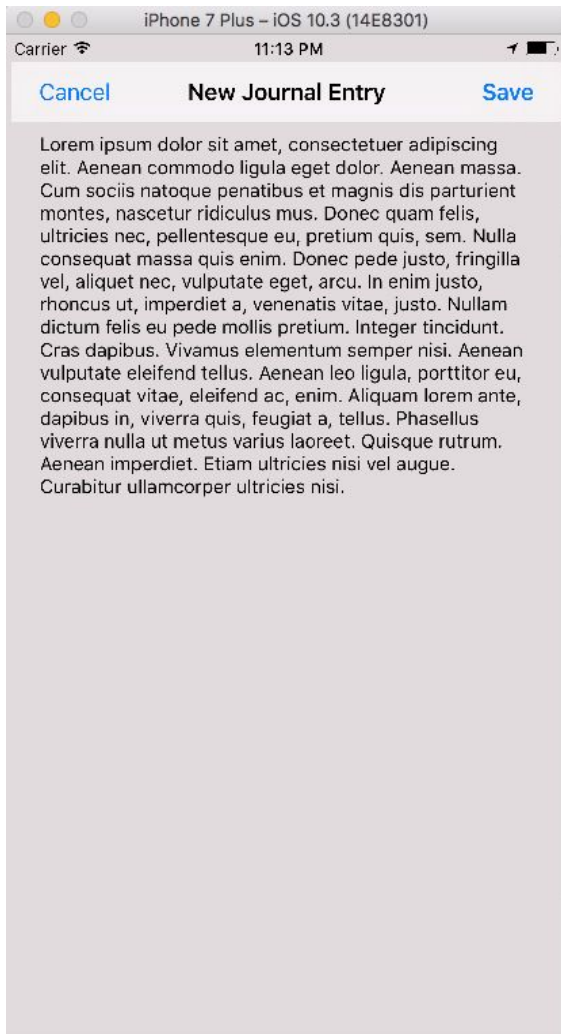 iPhone 7 Plus – iOS 10.3 (14E8301)
Carrier 11:13 PM
Cancel New Journal Entry Save
Lorem ipsum dolor sit amet, consectetuer adipiscing
elit. Aenean commodo ligula eget dolor. Aenean massa.
Cum sociis natoque penatibus et magnis dis parturient
montes, nascetur ridiculus mus. Donec quam felis,
ultricies nec, pellentesque eu, pretium quis, sem. Nulla
consequat massa quis enim. Donec pede justo, fringilla
vel, aliquet nec, vulputate eget, arcu. In enim justo,
rhoncus ut, imperdiet a, venenatis vitae, justo. Nullam
dictum felis eu pede mollis pretium. Integer tincidunt.
Cras dapibus. Vivamus elementum semper nisi. Aenean
vulputate eleifend tellus. Aenean leo ligula, porttitor eu,
consequat vitae, eleifend ac, enim. Aliquam lorem ante,
dapibus in, viverra quis, feugiat a, tellus. Phasellus
viverra nulla ut metus varius laoreet. Quisque rutrum.
Aenean imperdiet. Etiam ultricies nisi vel augue.
Curabitur ullamcorper ultricies nisi.